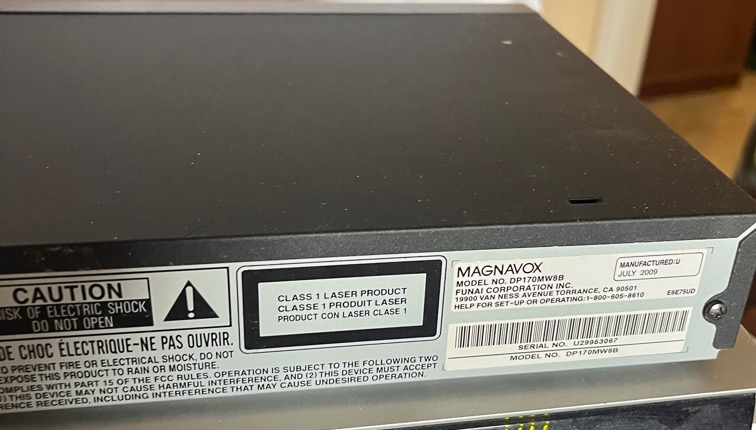 CAUTION
ISK OF ELECTRIC SHOCK
DO NOT OPEN
DE CHOC ÉLECTRIQUE-NE PAS OUVRIR.
O PREVENT FIRE OR ELECTRICAL SHOCK, DO NOT
EXPOSE THIS PRODUCT TO RAIN OR MOISTURE.
OMPLIES WITH PART 15 OF THE FCC RULES. OPERATION IS SUBJECT TO THE FOLLOWING TWO
) THIS DEVICE MAY NOT CAUSE HARMFUL INTERFERENCE, AND (2) THIS DEVICE MUST ACCEPT
RENCE RECEIVED, INCLUDING INTERFERENCE THAT MAY CAUSE UNDESIRED OPERATION.
CLASS 1 LASER PRODUCT
CLASSE 1 PRODUIT LASER
PRODUCT CON LASER CLASE 1
MAGNAVOX
MODEL NO. DP170MW8B
FUNAI CORPORATION INC.
19900 VAN NESS AVENUE TORRANCE, CA 90501
HELP FOR SET-UP OR OPERATING:1-800-605-8610
E6E75UD
MANUFACTURED:U
JULY 2009
SERIAL NO. U29963067
MODEL NO. DP170MW8B